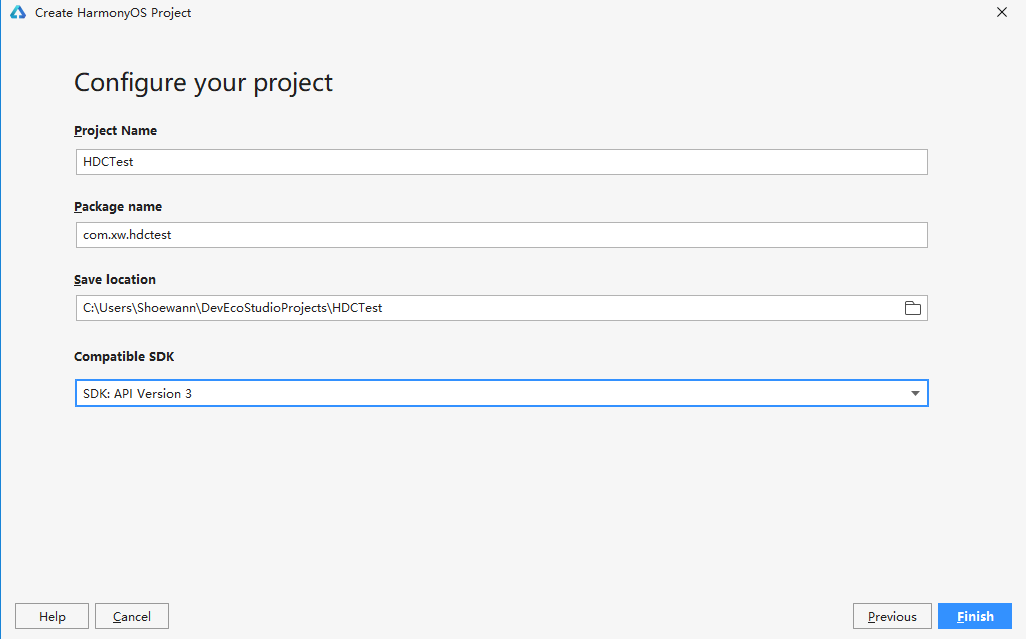 Create HarmonyOS Project
Configure your project
Project Name
HDCTest
Package name
com.xw.hdctest
Save location
C:\Users\Shoewann\DevEcoStudioProjects\HDCTest
Compatible SDK
SDK: API Version 3
Help Cancel Previous Finish